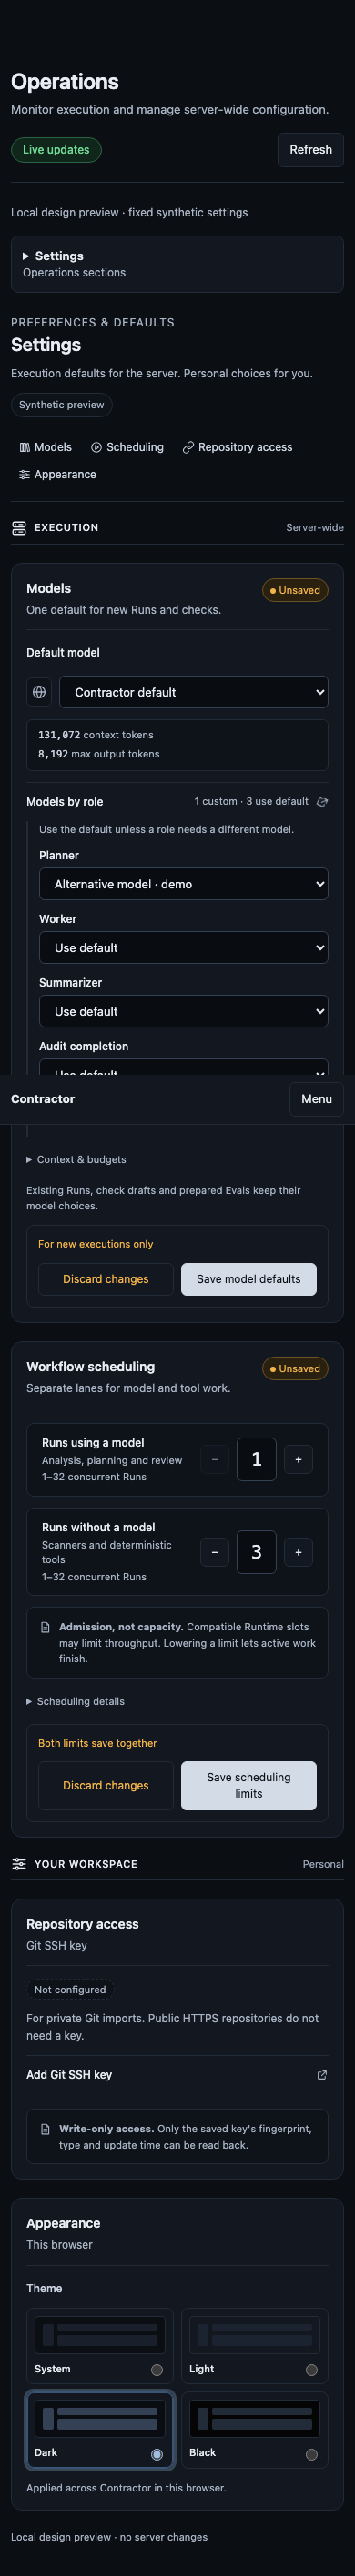 Operations
Monitor execution and manage server-wide configuration.
Live updates
Refresh
Local design preview · fixed synthetic settings
Settings
Operations sections
PREFERENCES & DEFAULTS
Settings
Execution defaults for the server. Personal choices for you.
Synthetic preview
Models
Scheduling
Repository access
Appearance
EXECUTION
Server-wide
Models
Unsaved
One default for new Runs and checks.
Default model
Contractor default
131,072 context tokens
8,192 max output tokens
Models by role
1 custom · 3 use default
Use the default unless a role needs a different model.
Planner
Alternative model · demo
Worker
Use default
Summarizer
Use default
Audit completion
Use default
Contractor
Menu
Context & budgets
Existing Runs, check drafts and prepared Evals keep their
model choices.
For new executions only
Discard changes
Save model defaults
Workflow scheduling
Unsaved
Separate lanes for model and tool work.
Runs using a model
Analysis, planning and review
1–32 concurrent Runs
− 1 +
Runs without a model
Scanners and deterministic
tools
1–32 concurrent Runs
− 3 +
Admission, not capacity. Compatible Runtime slots
may limit throughput. Lowering a limit lets active work
finish.
Scheduling details
Both limits save together
Discard changes
Save scheduling
limits
YOUR WORKSPACE
Personal
Repository access
Git SSH key
Not configured
For private Git imports. Public HTTPS repositories do not
need a key.
Add Git SSH key
Write-only access. Only the saved key's fingerprint,
type and update time can be read back.
Appearance
This browser
Theme
System
Light
Dark
Black
Applied across Contractor in this browser.
Local design preview · no server changes